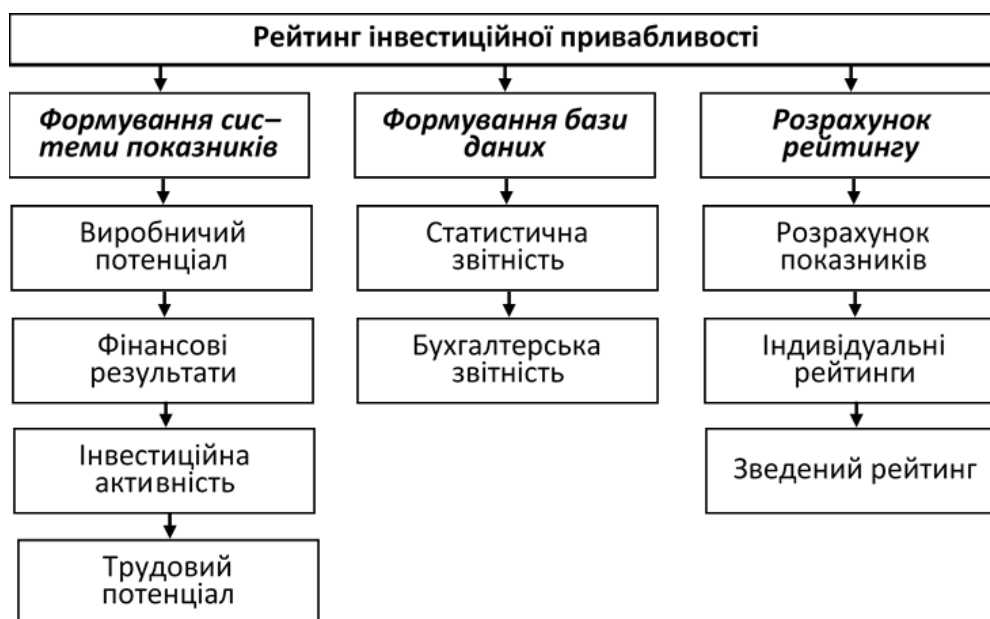 Рейтинг інвестиційної привабливості
Формування сис–
теми показників
Виробничий
потенціал
Фінансові
результати
Інвестиційна
активність
Трудовий
потенціал
Формування бази
даних
Статистична
звітність
Бухгалтерська
звітність
Розрахунок
рейтингу
Розрахунок
показників
Індивідуальні
рейтинги
Зведений рейтинг